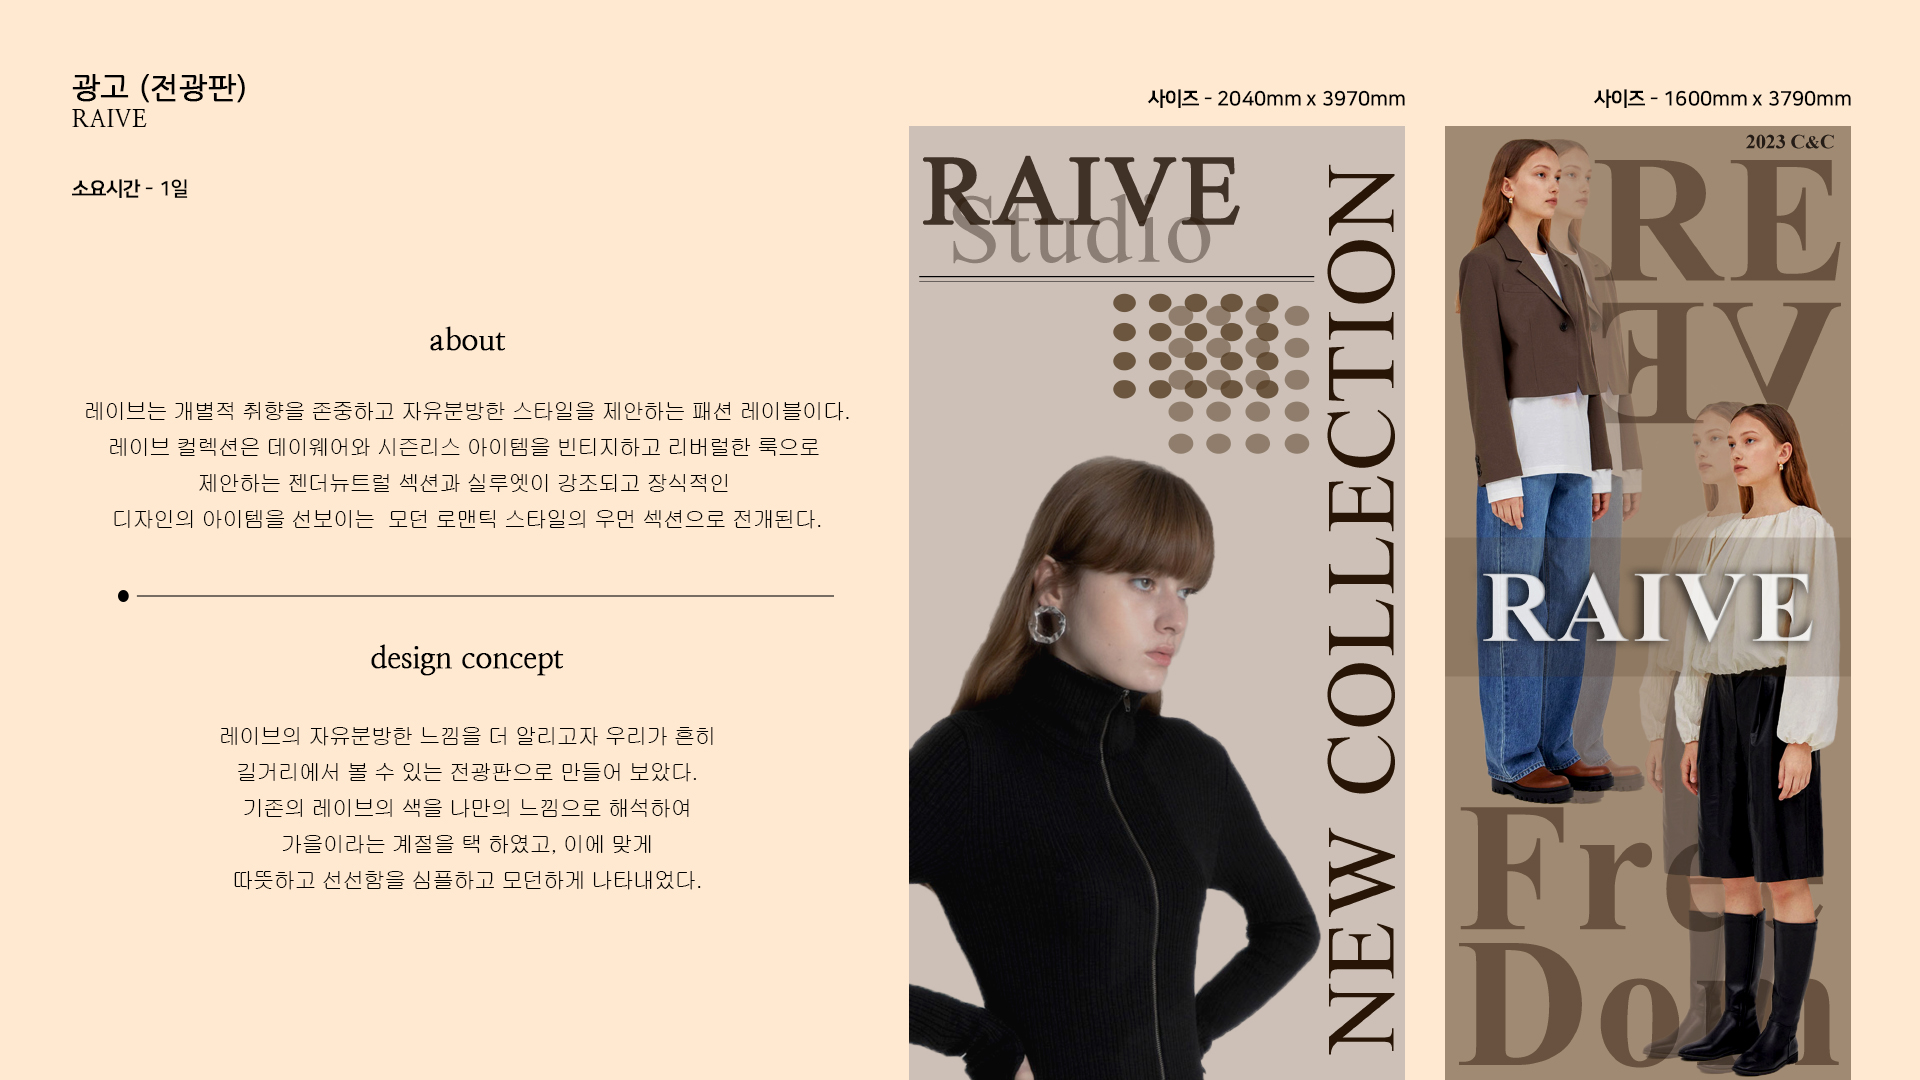 광고 (전광판)
RAIVE
소요시간 - 1일
about
레이브는 개별적 취향을 존중하고 자유분방한 스타일을 제안하는 패션 레이블이다.
레이브 컬렉션은 데이웨어와 시즌리스 아이템을 빈티지하고 리버럴한 룩으로
제안하는 젠더뉴트럴 섹션과 실루엣이 강조되고 장식적인
디자인의 아이템을 선보이는 모던 로맨틱 스타일의 우먼 섹션으로 전개된다.
design concept
레이브의 자유분방한 느낌을 더 알리고자 우리가 흔히
길거리에서 볼 수 있는 전광판으로 만들어 보았다.
기존의 레이브의 색을 나만의 느낌으로 해석하여
가을이라는 계절을 택 하였고, 이에 맞게
따뜻하고 선선함을 심플하고 모던하게 나타내었다.
사이즈 - 2040mm x 3970mm
RAIVE
Studio
NEW COLLECTION
사이즈 - 1600mm x 3790mm
2023 C&C
RE
VE
RAIVE
Free
Dom